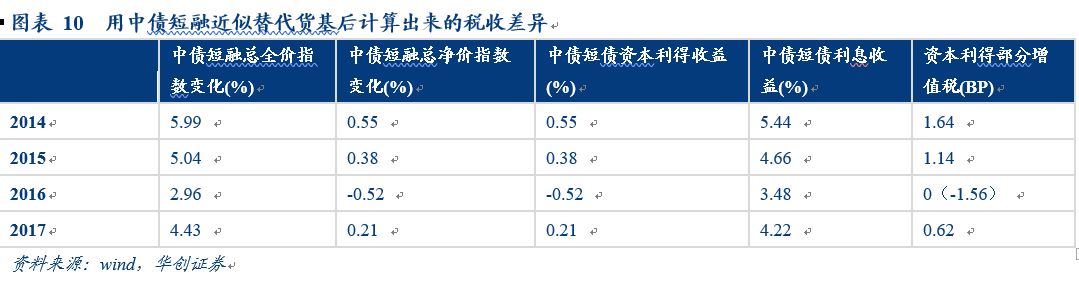 图表 10 用中债短融近似替代货基后计算出来的税收差异
中债短融总全价指数变化(%) 中债短融总净价指数变化(%) 中债短债资本利得收益(%) 中债短债利息收益(%) 资本利得部分增值税(BP)
2014 5.99 0.55 0.55 5.44 1.64
2015 5.04 0.38 0.38 4.66 1.14
2016 2.96 -0.52 -0.52 3.48 0（-1.56）
2017 4.43 0.21 0.21 4.22 0.62
资料来源：wind，华创证券